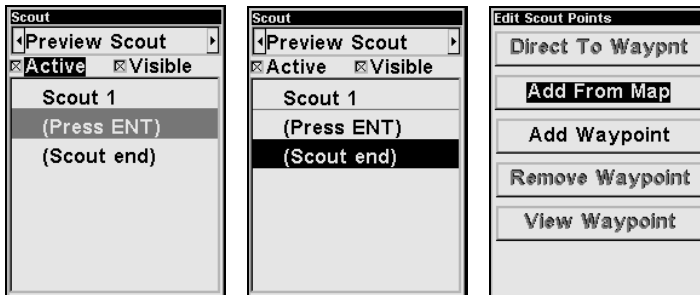 Scout
Preview Scout
Active Visible
Scout 1
(Press ENT)
(Scout end)
Scout
Preview Scout
Active Visible
Scout 1
(Press ENT)
(Scout end)
Edit Scout Points
Direct To Waypnt
Add From Map
Add Waypoint
Remove Waypoint
View Waypoint